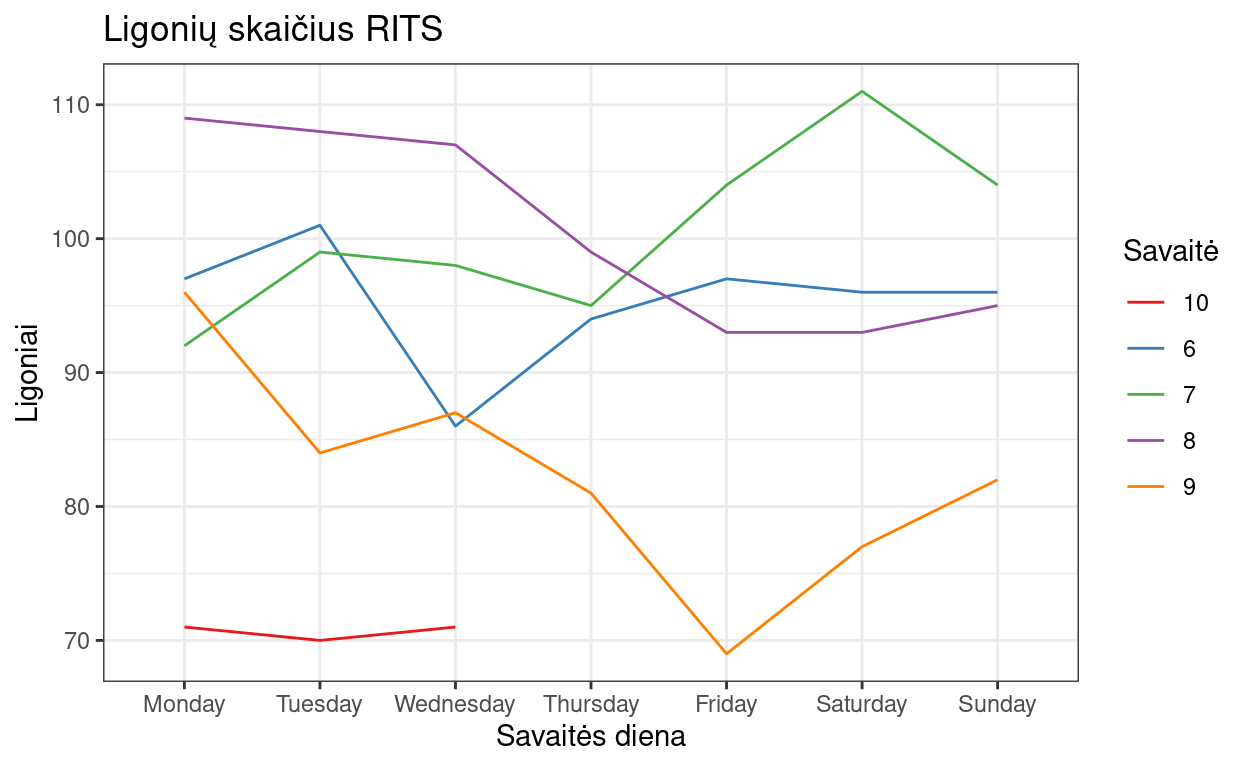 Ligonių skaičius RITS
110
100
90
80
70
Ligoniai
Monday Tuesday Wednesday Thursday Friday Saturday Sunday
Savaitės diena
Savaitė
10
6
7
8
9